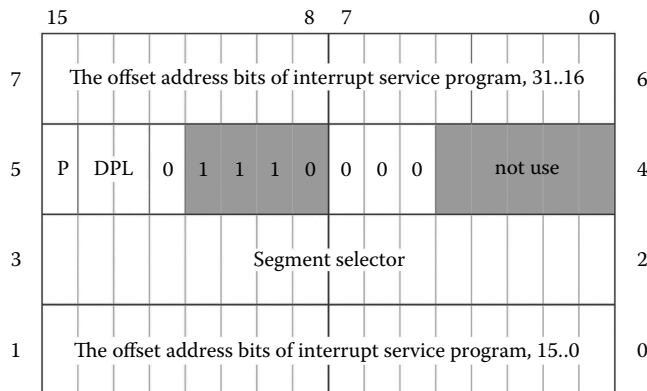 15 8 7 0
7 The offset address bits of interrupt service program, 31..16 6
5 P DPL 0 1 1 1 0 0 0 0 not use 4
3 Segment selector 2
1 The offset address bits of interrupt service program, 15..0 0